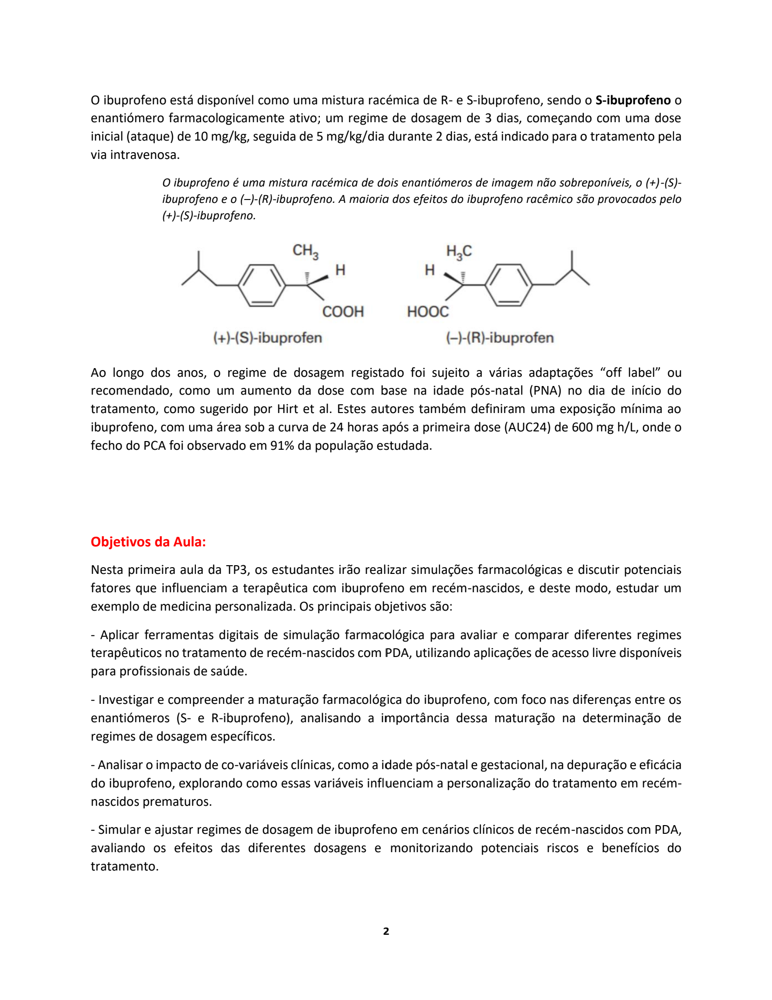 O ibuprofeno está disponível como uma mistura racémica de R- e S-ibuprofeno, sendo o S-ibuprofeno o
enantiómero farmacologicamente ativo; um regime de dosagem de 3 dias, começando com uma dose
inicial (ataque) de 10 mg/kg, seguida de 5 mg/kg/dia durante 2 dias, está indicado para o tratamento pela
via intravenosa.
O ibuprofeno é uma mistura racémica de dois enantiómeros de imagem não sobreponíveis, o (+)-(S)-
ibuprofeno e o (–)-(R)-ibuprofeno. A maioria dos efeitos do ibuprofeno racêmico são provocados pelo
(+)-(S)-ibuprofeno.
CH3 H3C
H H
COOH HOOC
(+)-(S)-ibuprofen (–)-(R)-ibuprofen
Ao longo dos anos, o regime de dosagem registado foi sujeito a várias adaptações “off label” ou
recomendado, como um aumento da dose com base na idade pós-natal (PNA) no dia de início do
tratamento, como sugerido por Hirt et al. Estes autores também definiram uma exposição mínima ao
ibuprofeno, com uma área sob a curva de 24 horas após a primeira dose (AUC24) de 600 mg h/L, onde o
fecho do PCA foi observado em 91% da população estudada.
Objetivos da Aula:
Nesta primeira aula da TP3, os estudantes irão realizar simulações farmacológicas e discutir potenciais
fatores que influenciam a terapêutica com ibuprofeno em recém-nascidos, e deste modo, estudar um
exemplo de medicina personalizada. Os principais objetivos são:
- Aplicar ferramentas digitais de simulação farmacológica para avaliar e comparar diferentes regimes
terapêuticos no tratamento de recém-nascidos com PDA, utilizando aplicações de acesso livre disponíveis
para profissionais de saúde.
- Investigar e compreender a maturação farmacológica do ibuprofeno, com foco nas diferenças entre os
enantiómeros (S- e R-ibuprofeno), analisando a importância dessa maturação na determinação de
regimes de dosagem específicos.
- Analisar o impacto de co-variáveis clínicas, como a idade pós-natal e gestacional, na depuração e eficácia
do ibuprofeno, explorando como essas variáveis influenciam a personalização do tratamento em recém-
nascidos prematuros.
- Simular e ajustar regimes de dosagem de ibuprofeno em cenários clínicos de recém-nascidos com PDA,
avaliando os efeitos das diferentes dosagens e monitorizando potenciais riscos e benefícios do
tratamento.
2